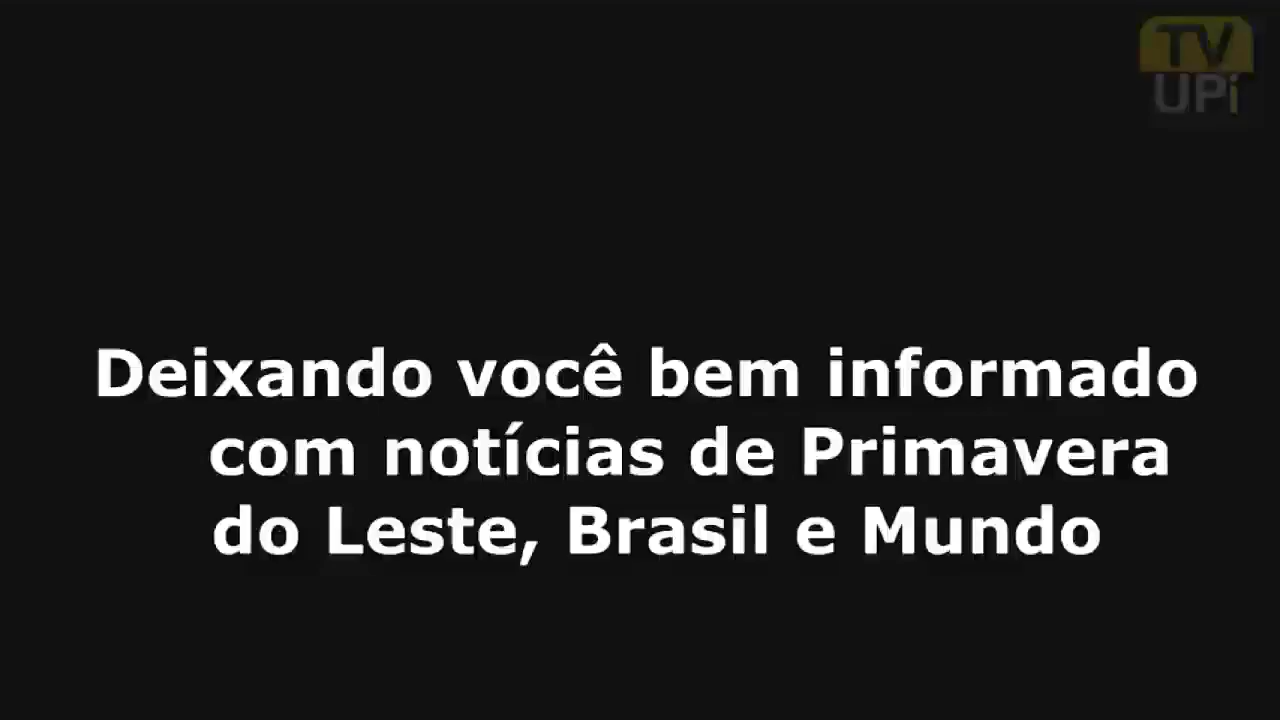 TV
UPi
Deixando você bem informado
com notícias de Primavera
do Leste, Brasil e Mundo